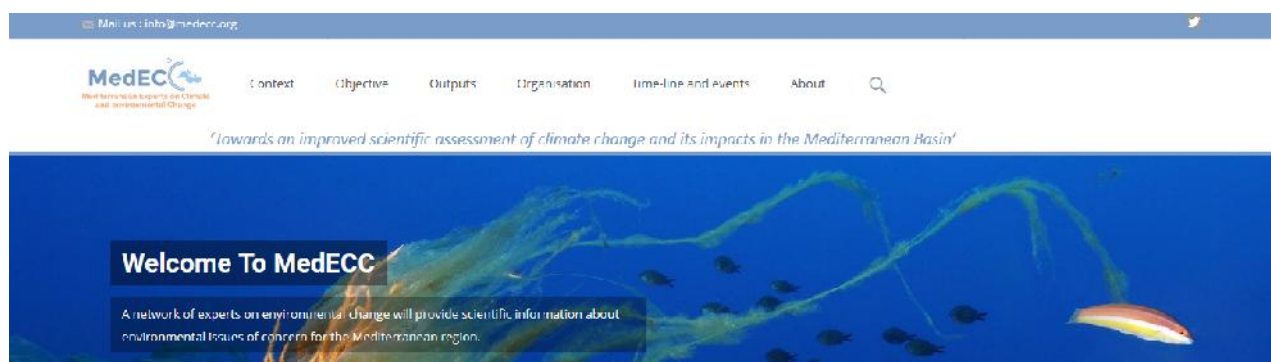 Mail us : info@medecc.org
MedECC
Mediterranean Experts on Climate
and environmental Change
Context
Objective
Outputs
Organisation
Time-line and events
About
'Towards an improved scientific assessment of climate change and its impacts in the Mediterranean Basin'
Welcome To MedECC
A network of experts on environmental change will provide scientific information about
environmental issues of concern for the Mediterranean region.